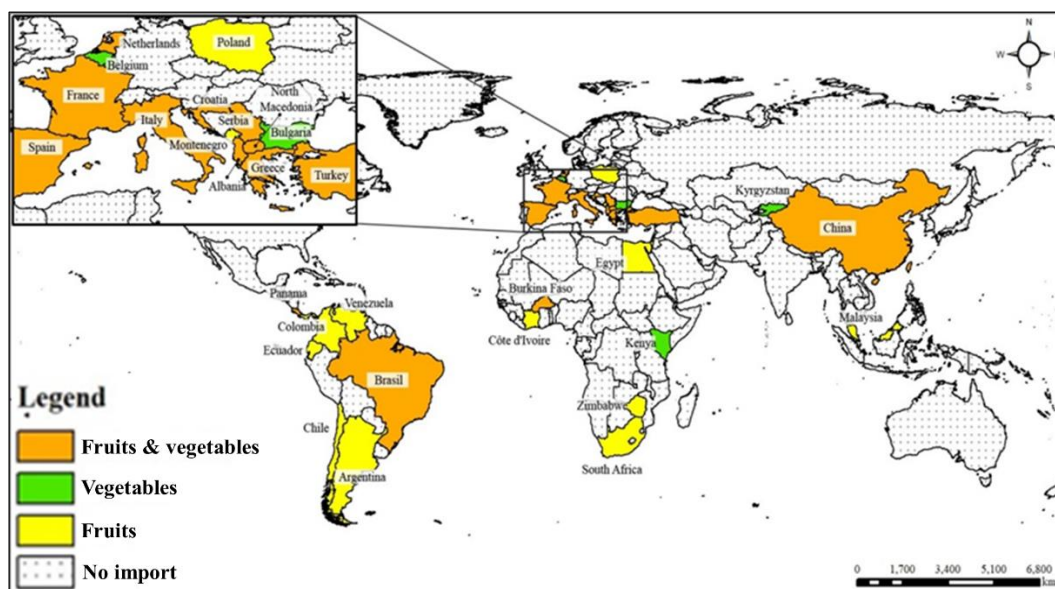 Netherlands
Poland
Belgium
France
Croatia
North
Macedonia
Italy
Serbia
Bulgaria
Spain
Montenegro
Greece
Turkey
Albania
N
W
E
S
Kyrgyzstan
China
Egypt
Burkina Faso
Panama
Venezuela
Colombia
Côte d'Ivoire
Kenya
Malaysia
Ecuador
Brasil
Zimbabwe
Chile
South Africa
Argentina
Legend
Fruits & vegetables
Vegetables
Fruits
No import
0 1,700 3,400 5,100 6,800
km